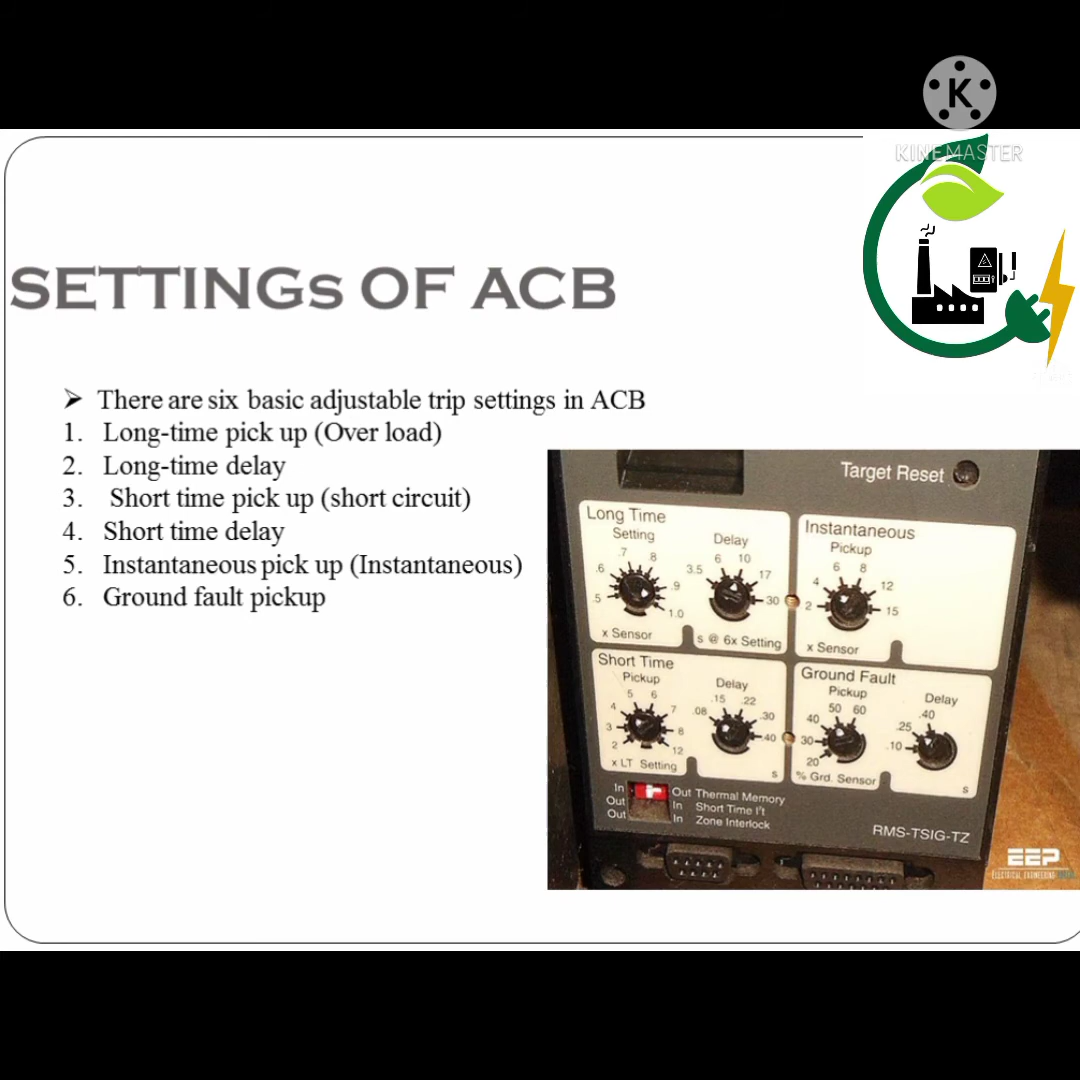 K
KINEMASTER
SETTINGs OF ACB
➢ There are six basic adjustable trip settings in ACB
1. Long-time pick up (Over load)
2. Long-time delay
3. Short time pick up (short circuit)
4. Short time delay
5. Instantaneous pick up (Instantaneous)
6. Ground fault pickup
Target Reset
Long Time
Setting
.5 .6 .7 8 .9 1.0
x Sensor
Delay
3.5 6 10 17 30
s @ 6x Setting
Instantaneous
Pickup
2 4 6 8 12 15
x Sensor
Short Time
Pickup
2 3 4 5 6 7 8 12
x LT Setting
Delay
.08 .15 .22 .30 .40
s
Ground Fault
Pickup
20 30 40 50 60
% Grd. Sensor
Delay
.10 .25 .40
s
In Out Thermal Memory
Out In Short Time I²t
Out In Zone Interlock
RMS-TSIG-TZ
EEP